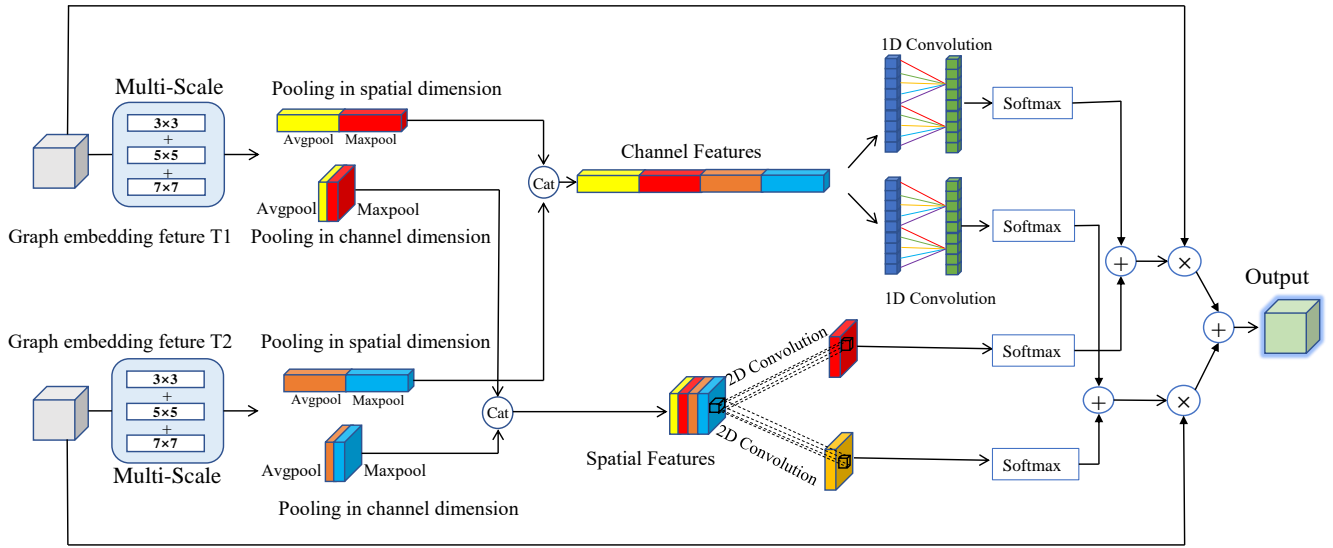 1D Convolution
Multi-Scale
Pooling in spatial dimension
Softmax
3×3
+
5×5
+
7×7
Avgpool Maxpool
Channel Features
Cat
Avgpool Maxpool
Graph embedding feture T1
Pooling in channel dimension
Softmax
+ ×
Output
1D Convolution
+
Graph embedding feture T2
Pooling in spatial dimension
2D Convolution
Softmax
3×3
+
5×5
+
7×7
Avgpool Maxpool
Cat
+ ×
2D Convolution
Avgpool Maxpool
Spatial Features
Softmax
Multi-Scale
Pooling in channel dimension